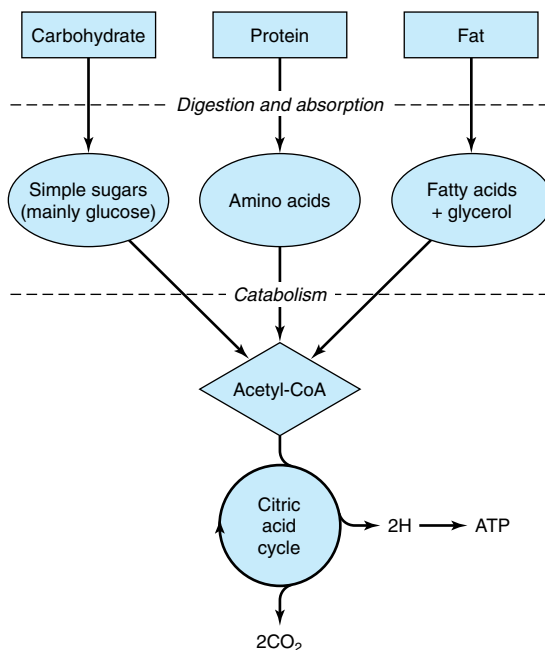 Carbohydrate
Protein
Fat
Digestion and absorption
Simple sugars
(mainly glucose)
Amino acids
Fatty acids
+ glycerol
Catabolism
Acetyl-CoA
Citric
acid
cycle
2H
ATP
2CO₂